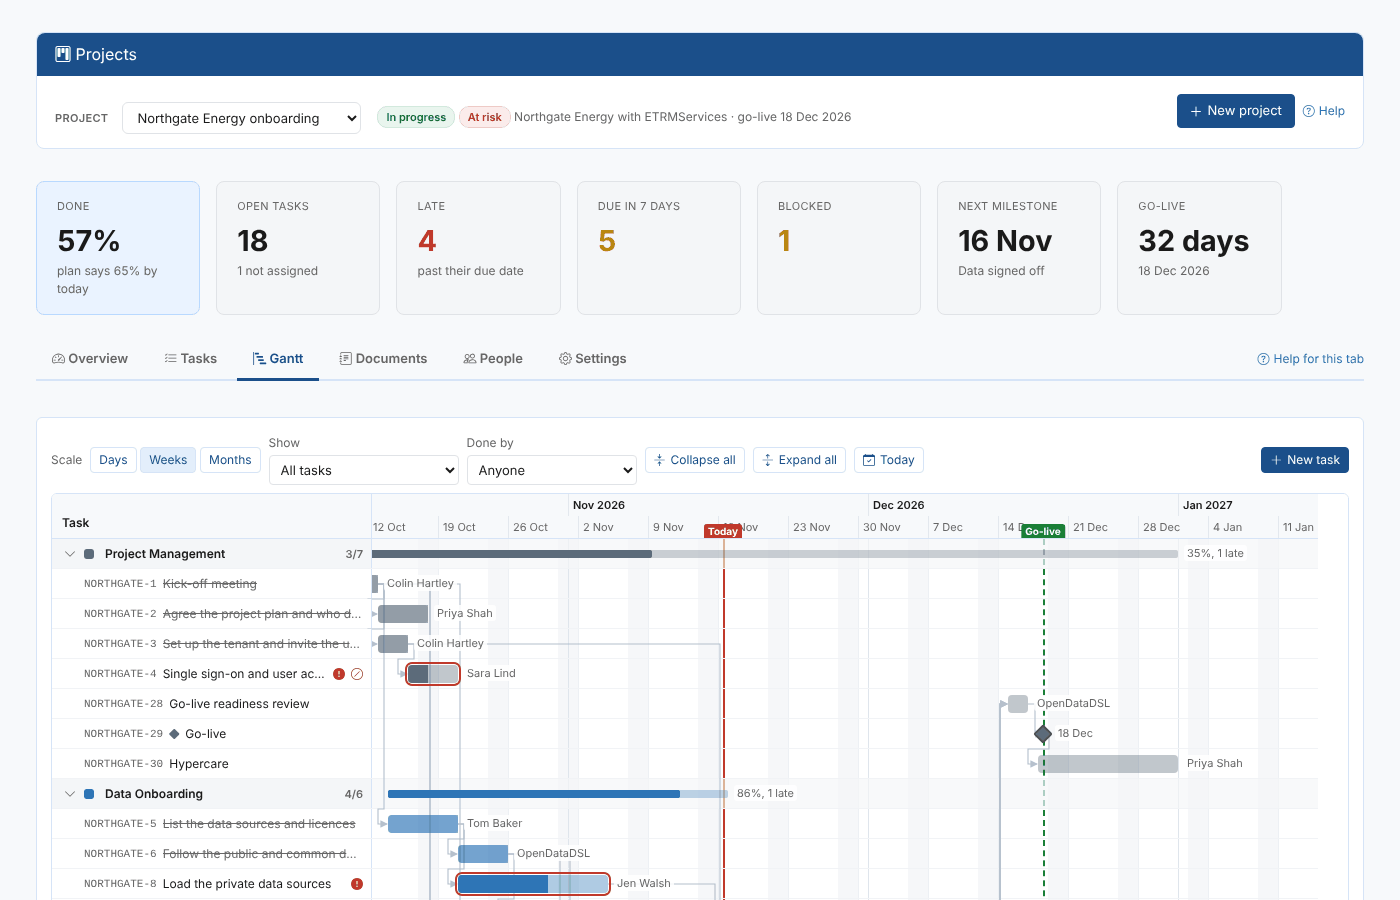 Projects
PROJECT Northgate Energy onboarding In progress At risk Northgate Energy with ETRMServices · go-live 18 Dec 2026 + New project Help
DONE
57%
plan says 65% by
today
OPEN TASKS
18
1 not assigned
LATE
4
past their due date
DUE IN 7 DAYS
5
BLOCKED
1
NEXT MILESTONE
16 Nov
Data signed off
GO-LIVE
32 days
18 Dec 2026
Overview Tasks Gantt Documents People Settings Help for this tab
Scale Days Weeks Months
Show
All tasks
Done by
Anyone
Collapse all Expand all Today + New task
Task
Nov 2026 Dec 2026 Jan 2027
12 Oct 19 Oct 26 Oct 2 Nov 9 Nov Nov 23 Nov 30 Nov 7 Dec 14 21 Dec 28 Dec 4 Jan 11 Jan
Today Go-live
Project Management 3/7 35%, 1 late
NORTHGATE-1 Kick-off meeting Colin Hartley
NORTHGATE-2 Agree the project plan and who d... Priya Shah
NORTHGATE-3 Set up the tenant and invite the u... Colin Hartley
NORTHGATE-4 Single sign-on and user ac... Sara Lind
NORTHGATE-28 Go-live readiness review OpenDataDSL
NORTHGATE-29 Go-live 18 Dec
NORTHGATE-30 Hypercare Priya Shah
Data Onboarding 4/6 86%, 1 late
NORTHGATE-5 List the data sources and licences Tom Baker
NORTHGATE-6 Follow the public and common d... OpenDataDSL
NORTHGATE-8 Load the private data sources Jen Walsh